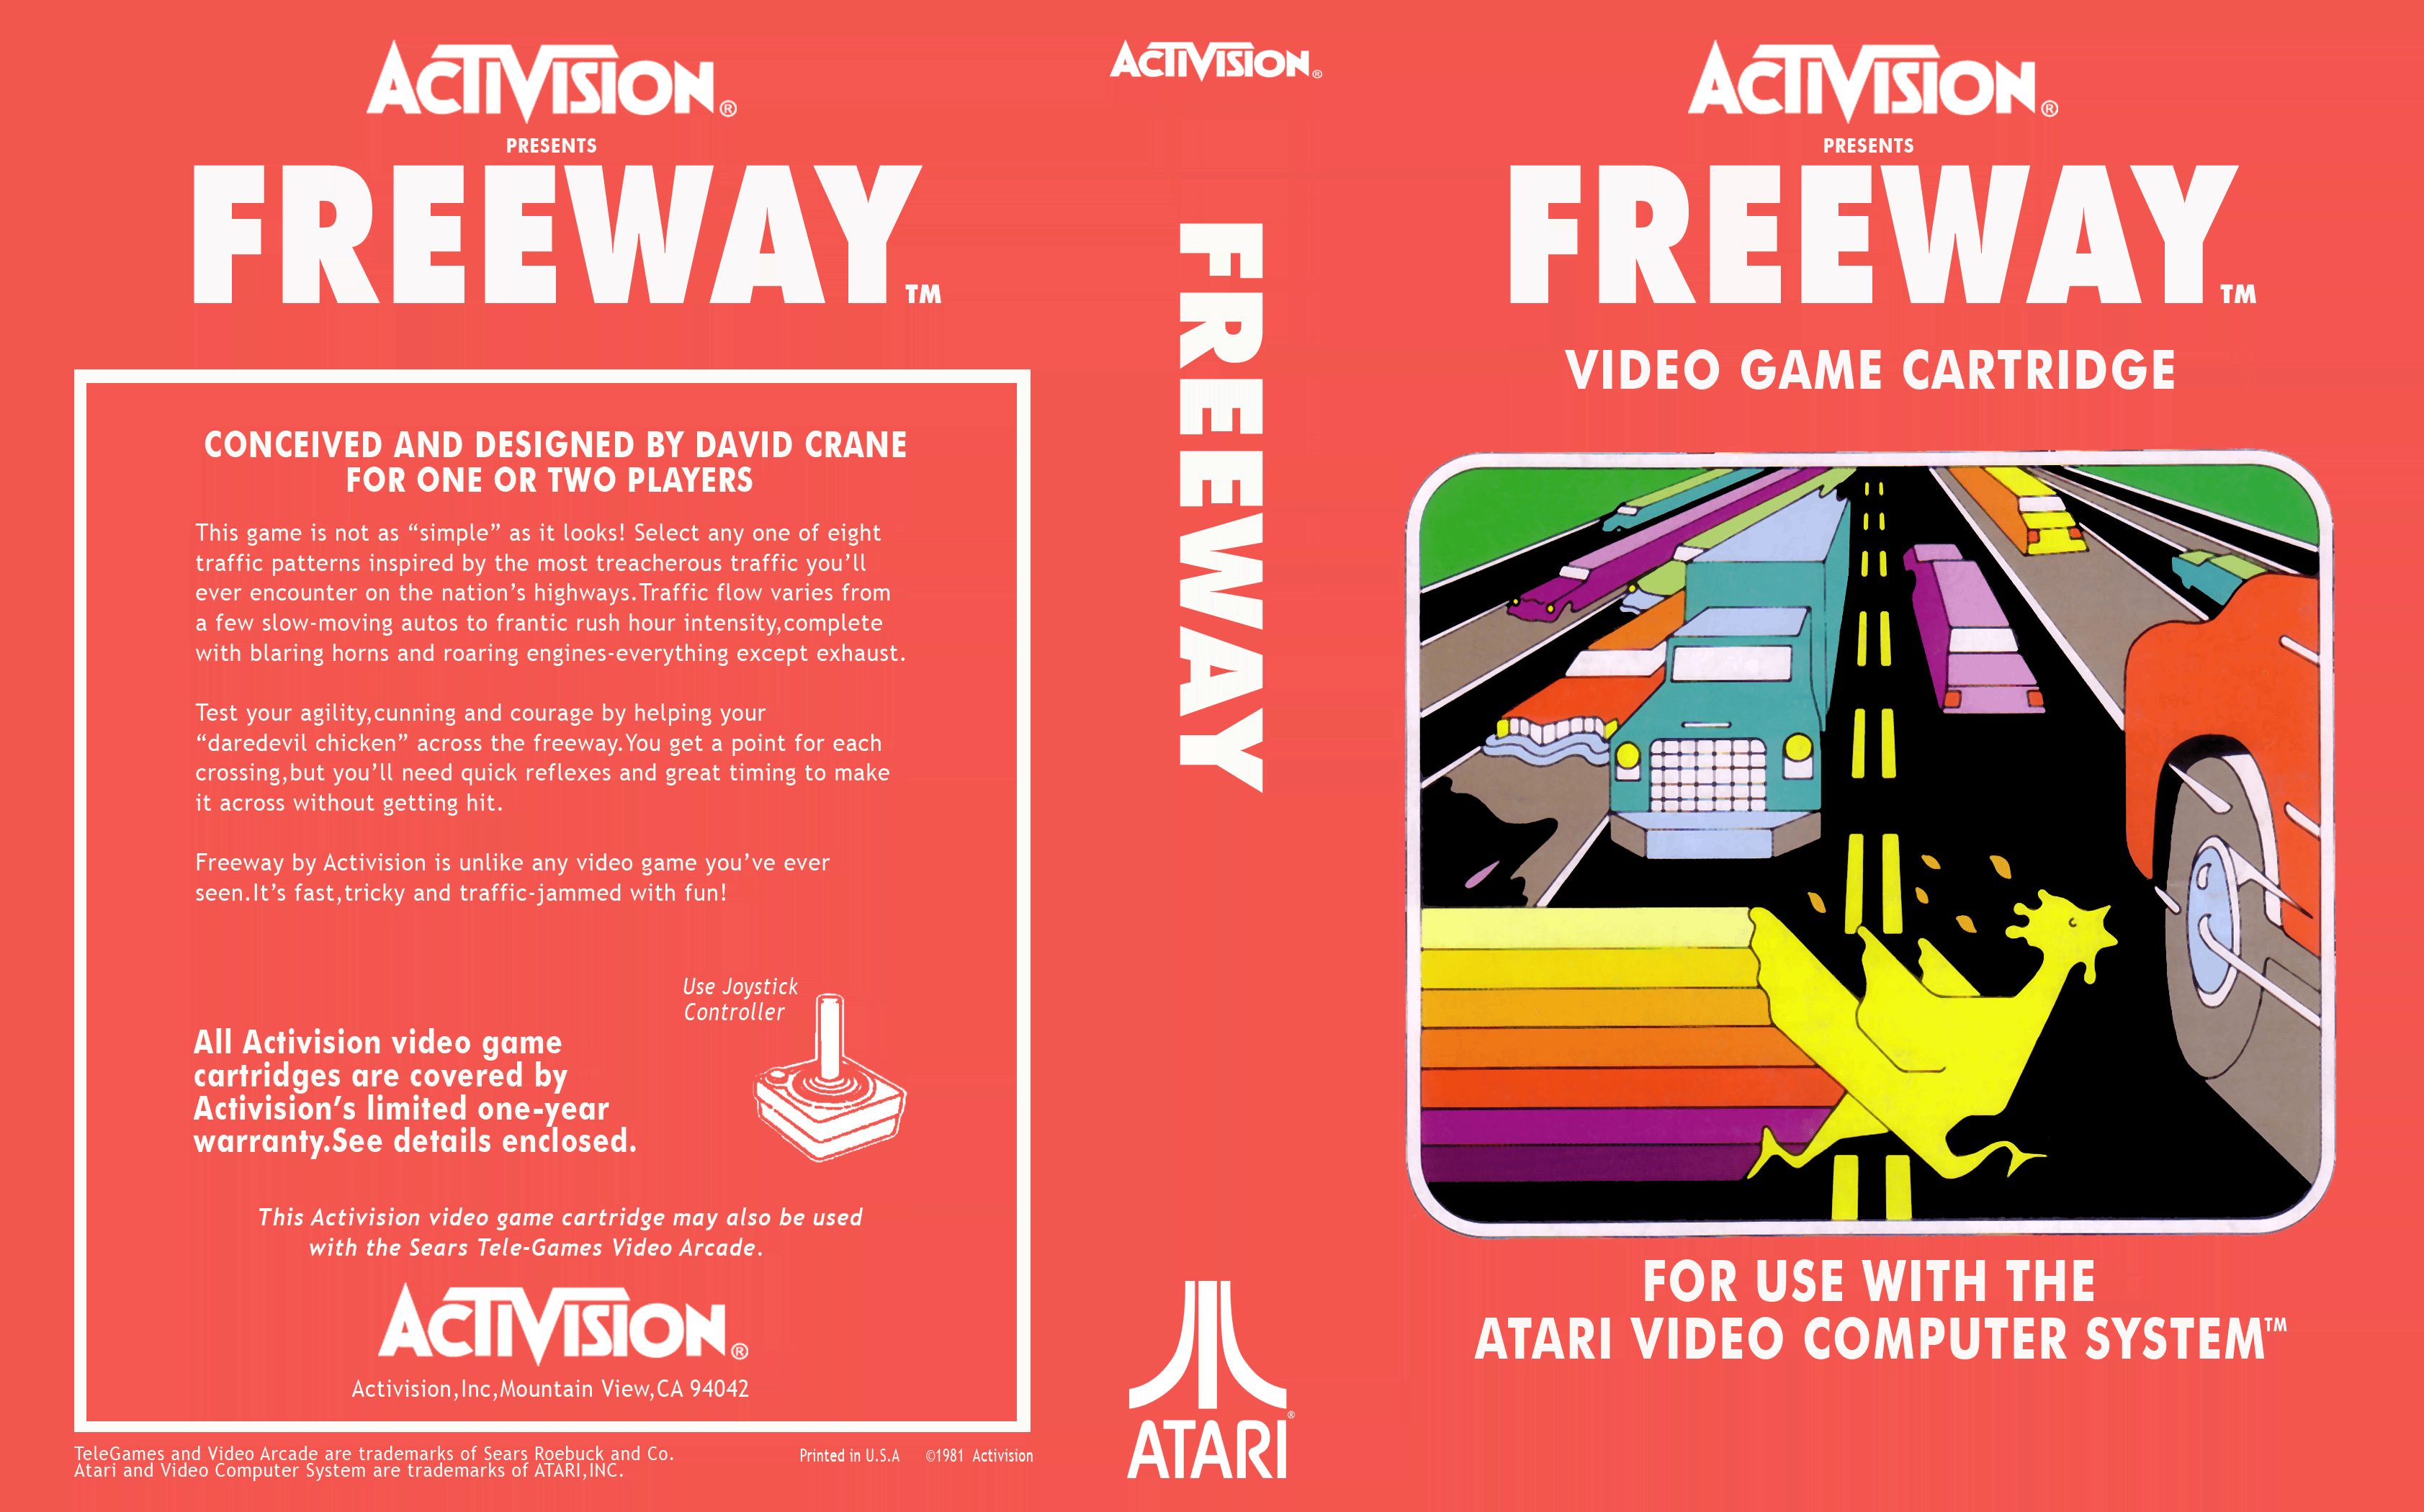 ACTIVISION®
PRESENTS
FREEWAY™
CONCEIVED AND DESIGNED BY DAVID CRANE
FOR ONE OR TWO PLAYERS
This game is not as “simple” as it looks! Select any one of eight
traffic patterns inspired by the most treacherous traffic you’ll
ever encounter on the nation’s highways.Traffic flow varies from
a few slow-moving autos to frantic rush hour intensity,complete
with blaring horns and roaring engines-everything except exhaust.
Test your agility,cunning and courage by helping your
“daredevil chicken” across the freeway.You get a point for each
crossing,but you’ll need quick reflexes and great timing to make
it across without getting hit.
Freeway by Activision is unlike any video game you’ve ever
seen.It’s fast,tricky and traffic-jammed with fun!
Use Joystick
Controller
All Activision video game
cartridges are covered by
Activision’s limited one-year
warranty.See details enclosed.
This Activision video game cartridge may also be used
with the Sears Tele-Games Video Arcade.
ACTIVISION®
Activision,Inc,Mountain View,CA 94042
TeleGames and Video Arcade are trademarks of Sears Roebuck and Co.
Atari and Video Computer System are trademarks of ATARI,INC.
Printed in U.S.A ©1981 Activision
ACTIVISION®
FREEWAY
ATARI®
ACTIVISION®
PRESENTS
FREEWAY™
VIDEO GAME CARTRIDGE
FOR USE WITH THE
ATARI VIDEO COMPUTER SYSTEM™